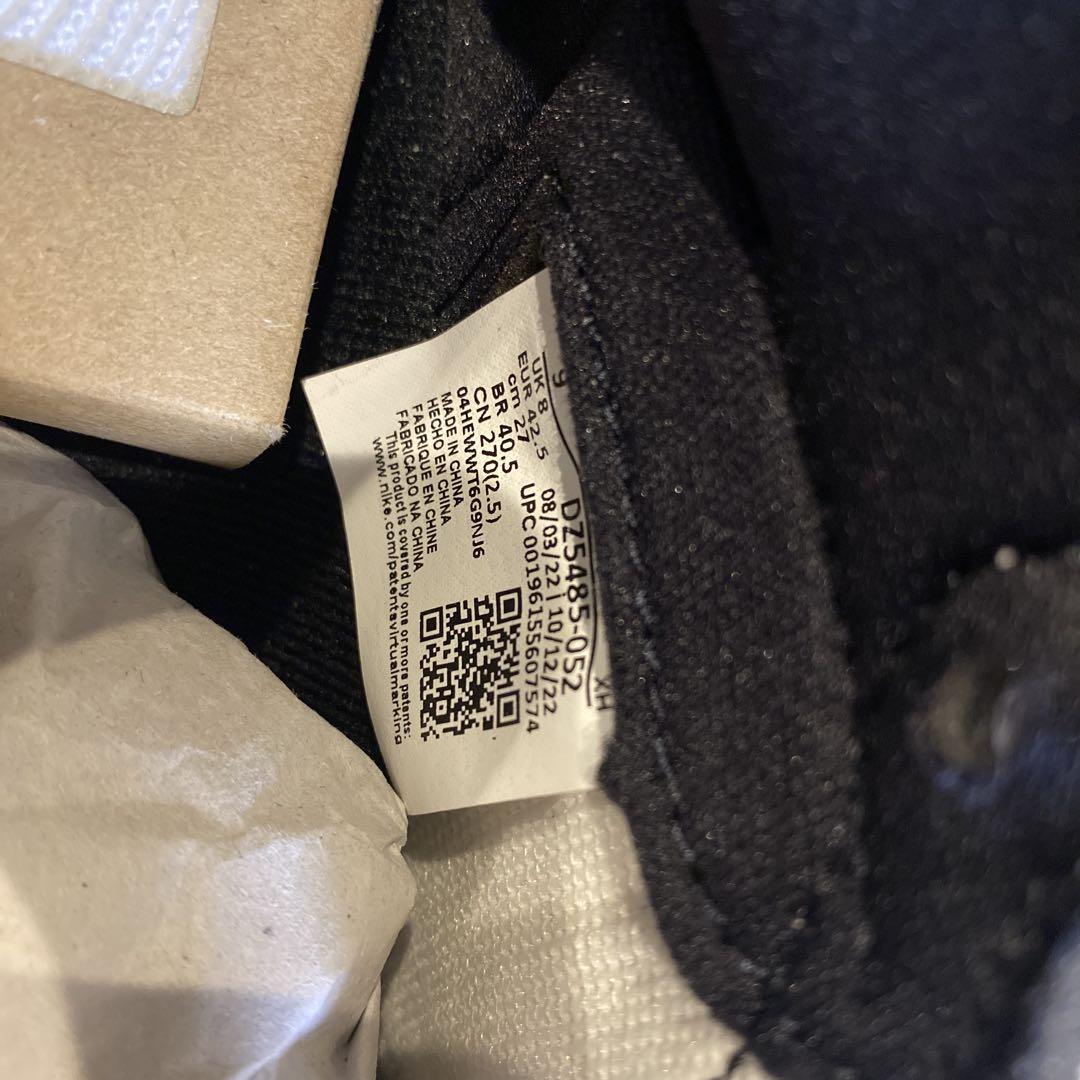 9
UK 8
EUR 42.5
cm 27
BR 40.5
CN 270(2.5)
04HEWWT6G9NJ6
MADE IN CHINA
HECHO EN CHINA
FABRIQUE EN CHINE
FABRICADO NA CHINA
This product is covered by one or more patents:
www.nike.com/patentsvirtualmarking
XH
DZ5485-052
08/03/22 | 10/12/22
UPC 00196155607574